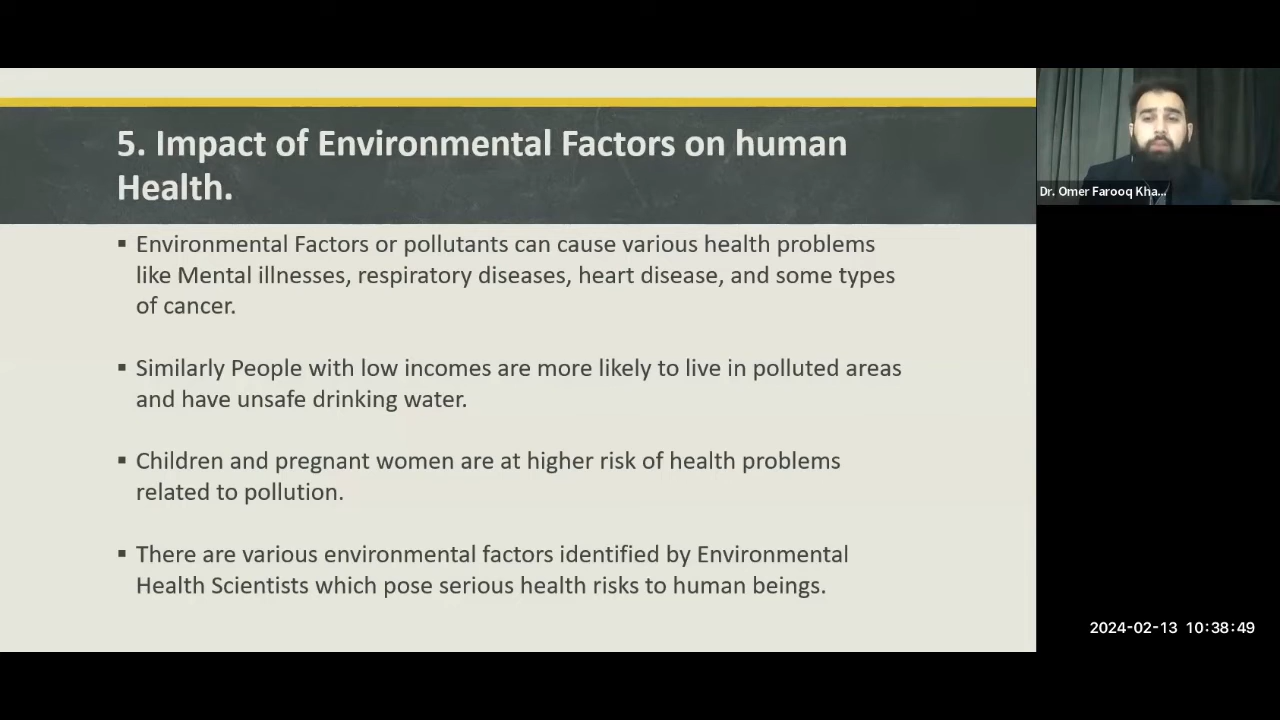 5. Impact of Environmental Factors on human
Health.
▪ Environmental Factors or pollutants can cause various health problems
like Mental illnesses, respiratory diseases, heart disease, and some types
of cancer.
▪ Similarly People with low incomes are more likely to live in polluted areas
and have unsafe drinking water.
▪ Children and pregnant women are at higher risk of health problems
related to pollution.
▪ There are various environmental factors identified by Environmental
Health Scientists which pose serious health risks to human beings.
Dr. Omer Farooq Kha...
2024-02-13 10:38:49